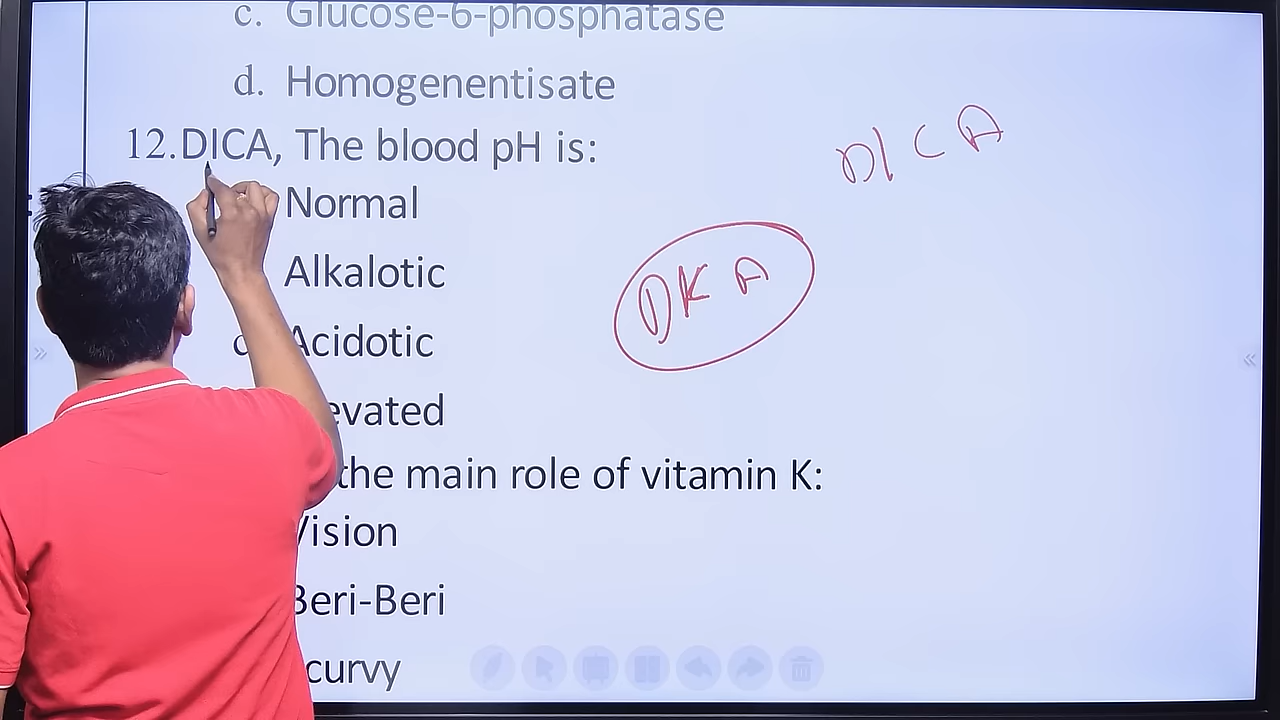 c. Glucose-6-phosphatase
d. Homogenentisate
12.DICA, The blood pH is:
DICA
Normal
Alkalotic
DKA
Acidotic
evated
the main role of vitamin K:
Vision
Beri-Beri
curvy